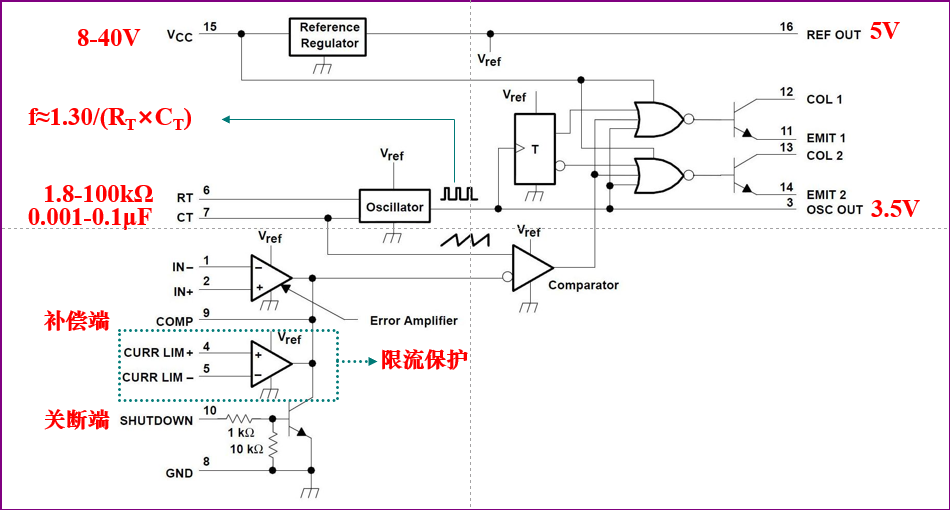 8-40V
VCC
15
Reference
Regulator
Vref
16
REF OUT
5V
f≈1.30/(RT×CT)
Vref
T
12
COL 1
11
EMIT 1
13
COL 2
14
EMIT 2
3
OSC OUT
3.5V
Vref
1.8-100kΩ
RT
6
0.001-0.1μF
CT
7
Oscillator
Vref
IN−
1
IN+
2
Vref
Comparator
补偿端
COMP
9
Error Amplifier
Vref
CURR LIM +
4
CURR LIM −
5
限流保护
关断端
SHUTDOWN
10
1 kΩ
10 kΩ
GND
8